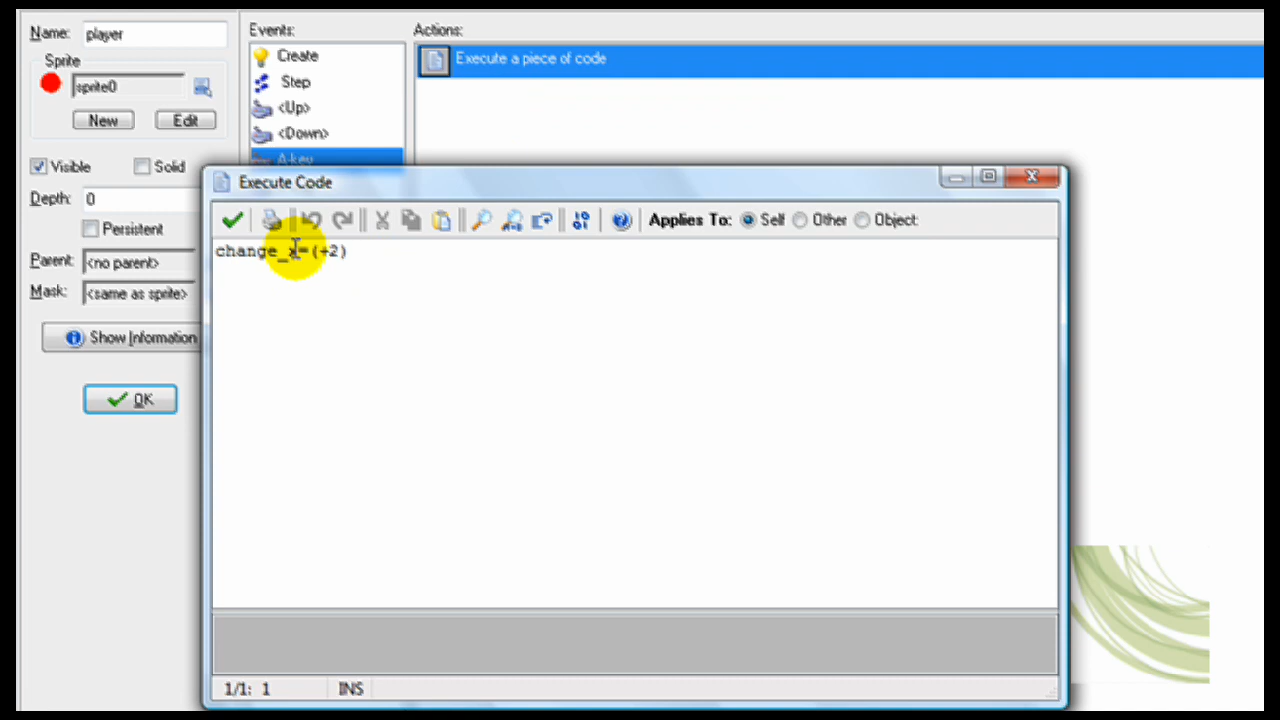 Name: player
Sprite
sprite0
New Edit
Visible Solid
Depth: 0
Persistent
Parent: <no parent>
Mask: <same as sprite>
Show Information
OK
Events:
Create
Step
<Up>
<Down>
A-key
Actions:
Execute a piece of code
Execute Code
Applies To: Self Other Object
change_x=(+2)
1/1: 1 INS